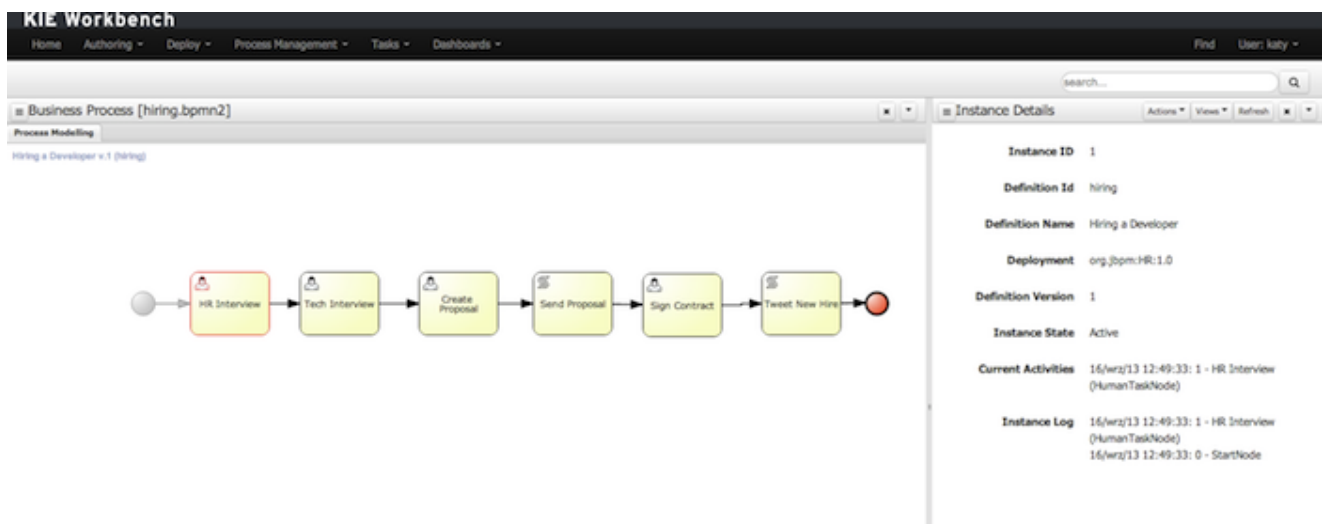 KIE Workbench
Home Authoring Deploy Process Management Tasks Dashboards Find User: katy
search...
Business Process [hiring.bpmn2]
Process Modelling
Hiring a Developer v.1 (hiring)
HR Interview
Tech Interview
Create
Proposal
Send Proposal
Sign Contract
Tweet New Hire
Instance Details Actions Views Refresh
Instance ID 1
Definition Id hiring
Definition Name Hiring a Developer
Deployment org.jbpm:HR:1.0
Definition Version 1
Instance State Active
Current Activities 16/wrz/13 12:49:33: 1 - HR Interview
(HumanTaskNode)
Instance Log 16/wrz/13 12:49:33: 1 - HR Interview
(HumanTaskNode)
16/wrz/13 12:49:33: 0 - StartNode